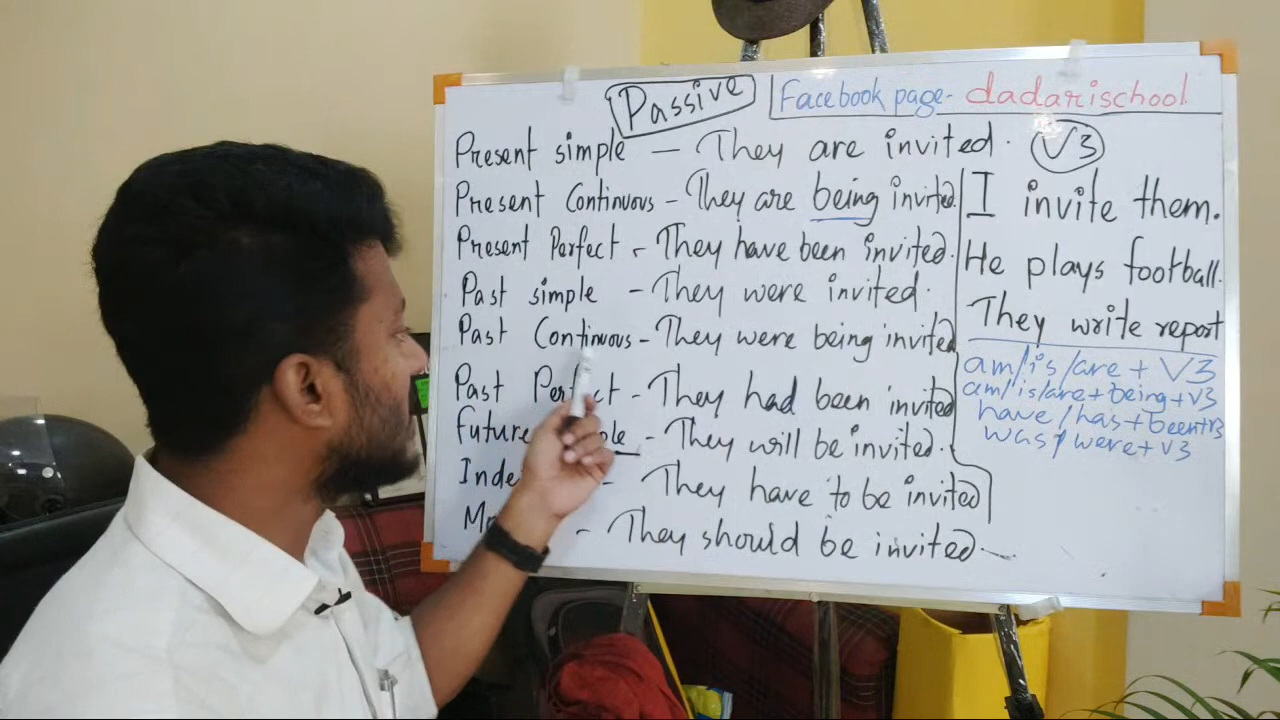 Passive
Facebook page- dadarischool
Present simple — They are invited. V3
Present Continuous - They are being invited.
Present Perfect - They have been invited.
Past simple - They were invited.
Past Continuous - They were being invited
Past Perfect - They had been invited
Future - They will be invited.
- They have to be invited
- They should be invited.
I invite them.
He plays football.
They write report
am/is/are + V3
am/is/are+being+V3
have/has+been+V3
was/were+V3